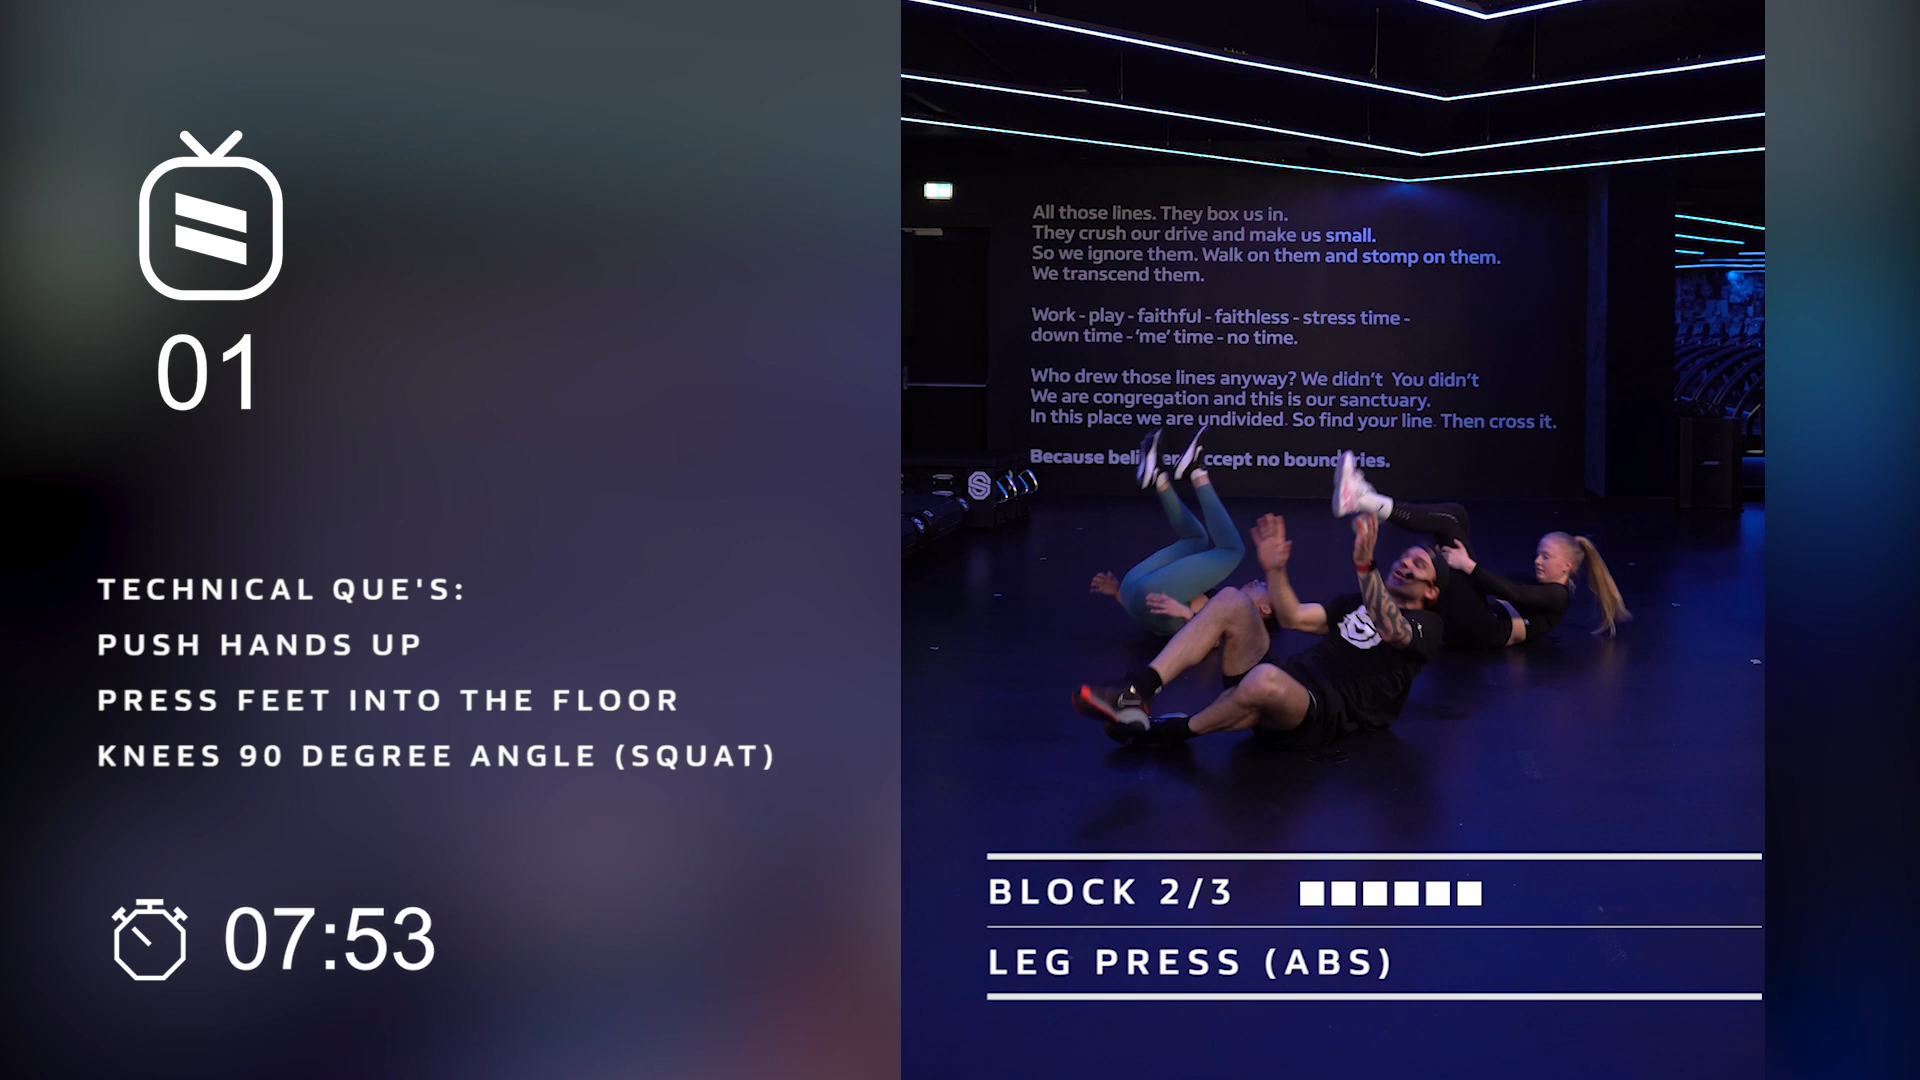 01
TECHNICAL QUE'S:
PUSH HANDS UP
PRESS FEET INTO THE FLOOR
KNEES 90 DEGREE ANGLE (SQUAT)
07:53
All those lines. They box us in.
They crush our drive and make us small.
So we ignore them. Walk on them and stomp on them.
We transcend them.
Work - play - faithful - faithless - stress time -
down time - 'me' time - no time.
Who drew those lines anyway? We didn't You didn't
We are congregation and this is our sanctuary.
In this place we are undivided. So find your line. Then cross it.
Because accept no boundaries.
BLOCK 2/3
LEG PRESS (ABS)